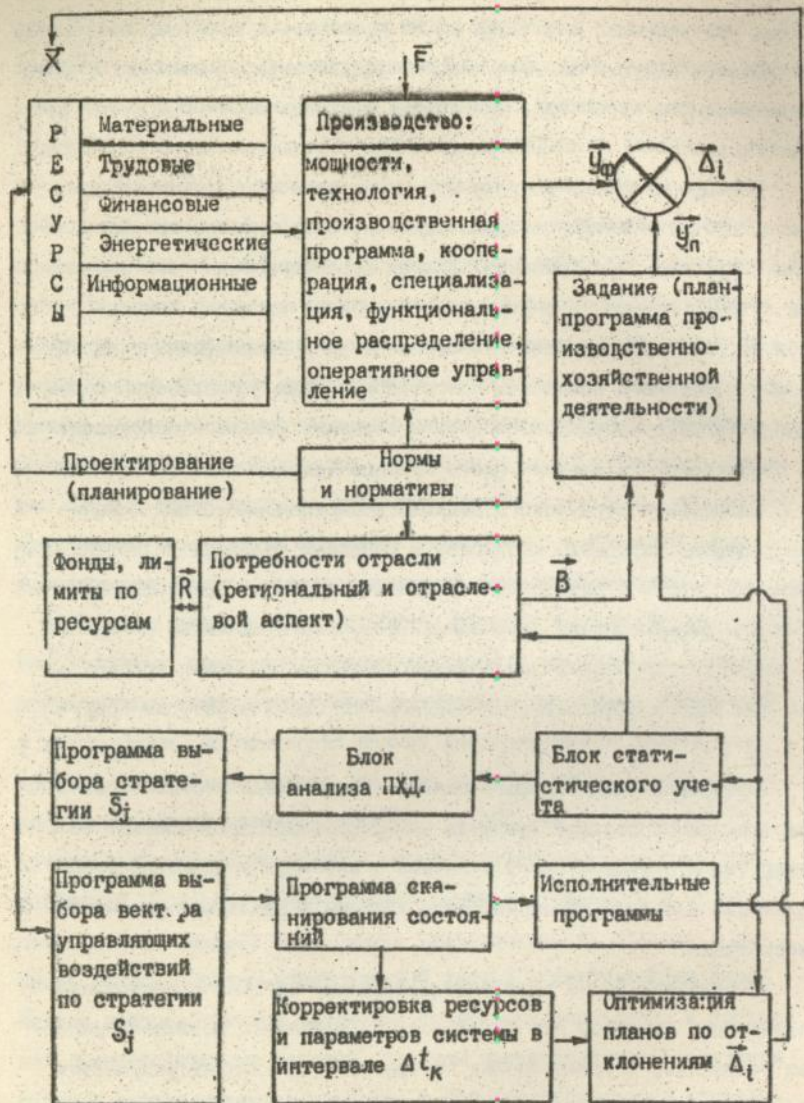 X̄
F̄
РЕСУРСЫ
Материальные
Трудовые
Финансовые
Энергетические
Информационные
Производство:
мощности,
технология,
производственная
программа, коопе-
рация, специализа-
ция, функциональ-
ное распределение,
оперативное управ-
ление
y⃗ф
Δ⃗i
y⃗п
Задание (план-
программа про-
изводственно-
хозяйственной
деятельности)
Проектирование
(планирование)
Нормы
и нормативы
Фонды, ли-
миты по
ресурсам
R⃗
Потребности отрасли
(региональный и отрасле-
вой аспект)
B⃗
Программа вы-
бора страте-
гии S̄j
Блок
анализа ПХД.
Блок стати-
стического уче-
та
Программа вы-
бора вект.ра
управляющих
воздействий
по стратегии
Sj
Программа ска-
нирования состоя-
ний
Исполнительные
программы
Корректировка ресурсов
и параметров системы в
интервале Δtк
Оптимизация
планов по от-
клонениям Δ⃗i